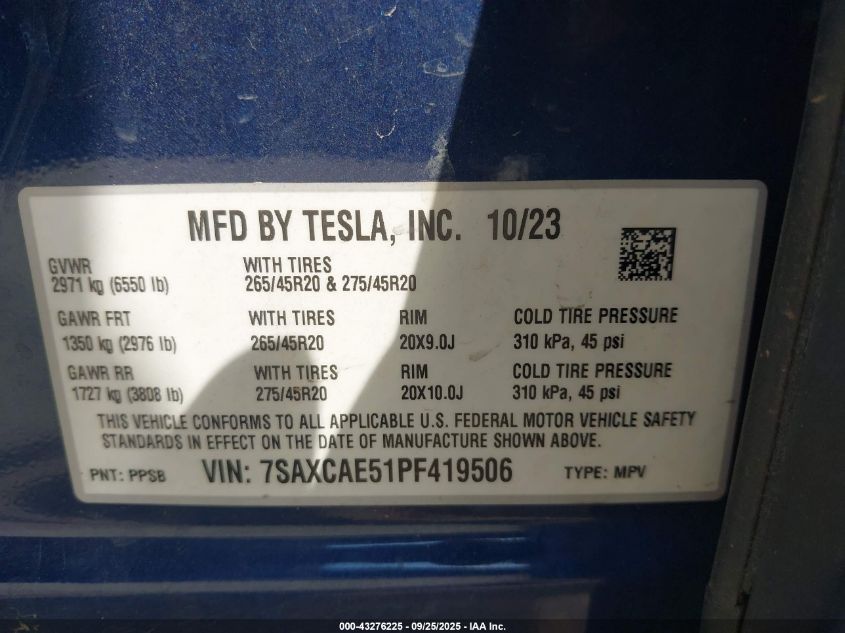 MFD BY TESLA, INC. 10/23
GVWR WITH TIRES
2971 kg (6550 lb) 265/45R20 & 275/45R20
GAWR FRT WITH TIRES RIM COLD TIRE PRESSURE
1350 kg (2976 lb) 265/45R20 20X9.0J 310 kPa, 45 psi
GAWR RR WITH TIRES RIM COLD TIRE PRESSURE
1727 kg (3808 lb) 275/45R20 20X10.0J 310 kPa, 45 psi
THIS VEHICLE CONFORMS TO ALL APPLICABLE U.S. FEDERAL MOTOR VEHICLE SAFETY
STANDARDS IN EFFECT ON THE DATE OF MANUFACTURE SHOWN ABOVE.
PNT: PPSB VIN: 7SAXCAE51PF419506 TYPE: MPV
000-43276225 - 09/25/2025 - IAA Inc.